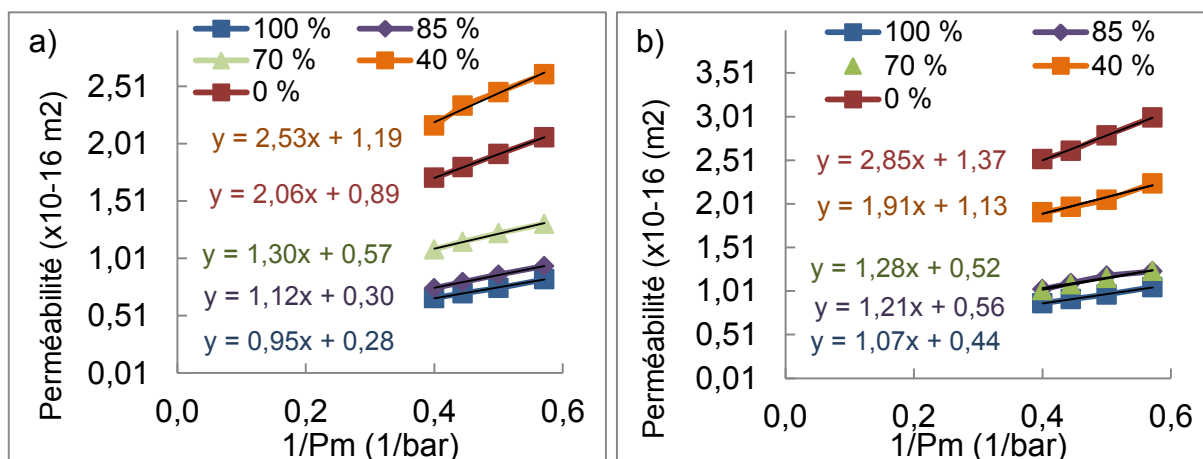 a)
100 % 85 %
70 % 40 %
0 %
Perméabilité (x10-16 m2)
2,51
2,01
1,51
1,01
0,51
0,01
y = 2,53x + 1,19
y = 2,06x + 0,89
y = 1,30x + 0,57
y = 1,12x + 0,30
y = 0,95x + 0,28
0,0 0,2 0,4 0,6
1/Pm (1/bar)
b)
100 % 85 %
70 % 40 %
0 %
Perméabilité (x10-16 (m2)
3,51
3,01
2,51
2,01
1,51
1,01
0,51
0,01
y = 2,85x + 1,37
y = 1,91x + 1,13
y = 1,28x + 0,52
y = 1,21x + 0,56
y = 1,07x + 0,44
0,0 0,2 0,4 0,6
1/Pm (1/bar)